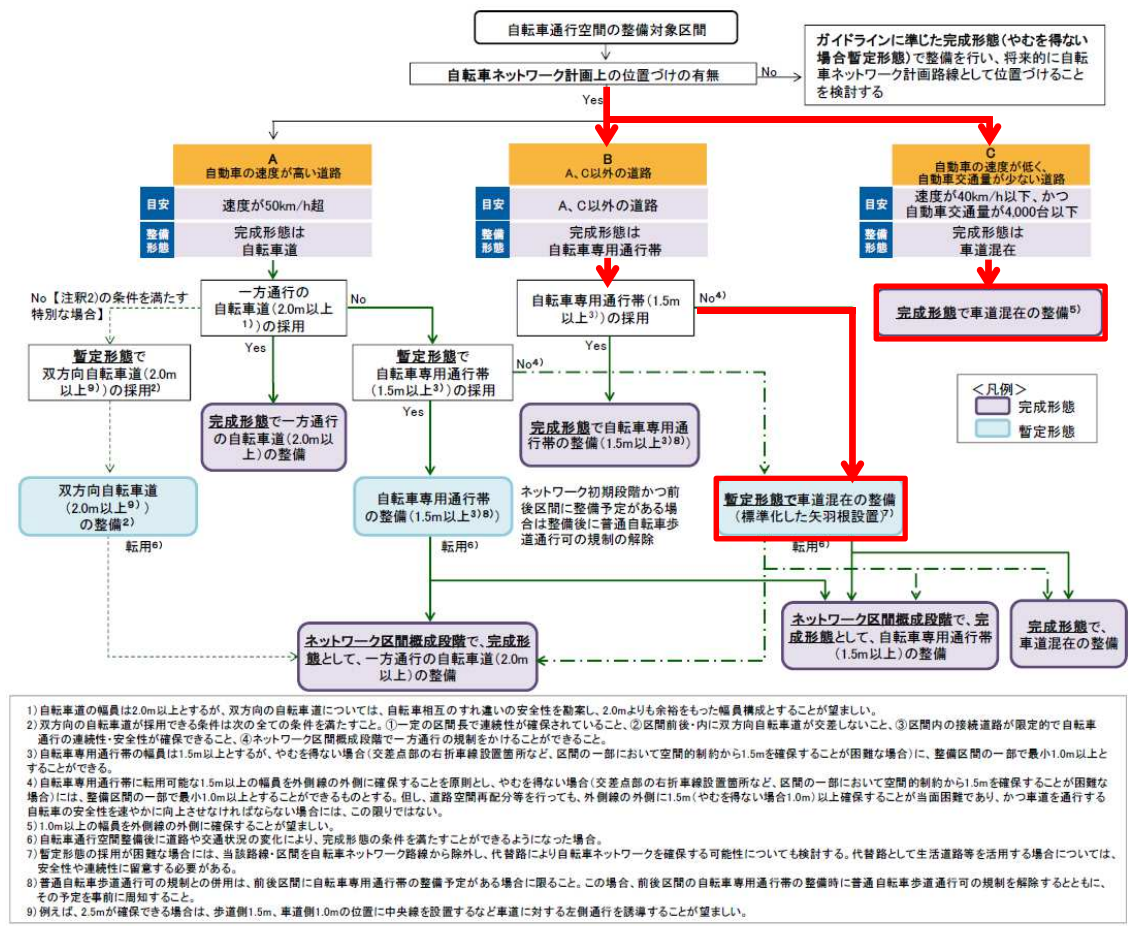 自転車通行空間の整備対象区間
ガイドラインに準じた完成形態(やむを得ない
場合暫定形態)で整備を行い、将来的に自転
車ネットワーク計画路線として位置づけること
を検討する
自転車ネットワーク計画上の位置づけの有無
No
Yes
A
自動車の速度が高い道路
目安
速度が50km/h超
整備
形態
完成形態は
自転車道
B
A、C以外の道路
目安
A、C以外の道路
整備
形態
完成形態は
自転車専用通行帯
C
自動車の速度が低く、
自動車交通量が少ない道路
目安
速度が40km/h以下、かつ
自動車交通量が4,000台以下
整備
形態
完成形態は
車道混在
No【注釈2)の条件を満たす
特別な場合】
一方通行の
自転車道(2.0m以上
1))の採用
No
Yes
自転車専用通行帯(1.5m
以上3))の採用
No4)
Yes
完成形態で車道混在の整備5)
暫定形態で
双方向自転車道(2.0m
以上9))の採用2)
暫定形態で
自転車専用通行帯
(1.5m以上3))の採用
No4)
Yes
<凡例>
完成形態
暫定形態
完成形態で一方通行
の自転車道(2.0m以
上)の整備
完成形態で自転車専用通
行帯の整備(1.5m以上3)8))
双方向自転車道
(2.0m以上9))
の整備2)
転用6)
自転車専用通行帯
の整備(1.5m以上3)8))
転用6)
ネットワーク初期段階かつ前
後区間に整備予定がある場
合は整備後に普通自転車歩
道通行可の規制の解除
暫定形態で車道混在の整備
(標準化した矢羽根設置)7)
転用6)
ネットワーク区間概成段階で、完成形
態として、一方通行の自転車道(2.0m
以上)の整備
ネットワーク区間概成段階で、完
成形態として、自転車専用通行帯
(1.5m以上)の整備
完成形態で、
車道混在の整備
1)自転車道の幅員は2.0m以上とするが、双方向の自転車道については、自転車相互のすれ違いの安全性を勘案し、2.0mよりも余裕をもった幅員構成とすることが望ましい。
2)双方向の自転車道が採用できる条件は次の全ての条件を満たすこと。①一定の区間長で連続性が確保されていること、②区間前後・内に双方向自転車道が交差しないこと、③区間内の接続道路が限定的で自転車
通行の連続性・安全性が確保できること、④ネットワーク区間概成段階で一方通行の規制をかけることができること。
3)自転車専用通行帯の幅員は1.5m以上とするが、やむを得ない場合(交差点部の右折車線設置箇所など、区間の一部において空間的制約から1.5mを確保することが困難な場合)に、整備区間の一部で最小1.0m以上と
することができる。
4)自転車専用通行帯に転用可能な1.5m以上の幅員を外側線の外側に確保することを原則とし、やむを得ない場合(交差点部の右折車線設置箇所など、区間の一部において空間的制約から1.5mを確保することが困難な
場合)には、整備区間の一部で最小1.0m以上とすることができるものとする。但し、道路空間再配分等を行っても、外側線の外側に1.5m(やむを得ない場合1.0m)以上確保することが当面困難であり、かつ車道を通行する
自転車の安全性を速やかに向上させなければならない場合には、この限りではない。
5)1.0m以上の幅員を外側線の外側に確保することが望ましい。
6)自転車通行空間整備後に道路や交通状況の変化により、完成形態の条件を満たすことができるようになった場合。
7)暫定形態の採用が困難な場合には、当該路線・区間を自転車ネットワーク路線から除外し、代替路により自転車ネットワークを確保する可能性についても検討する。代替路として生活道路等を活用する場合については、
安全性や連続性に留意する必要がある。
8)普通自転車歩道通行可の規制との併用は、前後区間に自転車専用通行帯の整備予定がある場合に限ること。この場合、前後区間の自転車専用通行帯の整備時に普通自転車歩道通行可の規制を解除するとともに、
その予定を事前に周知すること。
9)例えば、2.5mが確保できる場合は、歩道側1.5m、車道側1.0mの位置に中央線を設置するなど車道に対する左側通行を誘導することが望ましい。